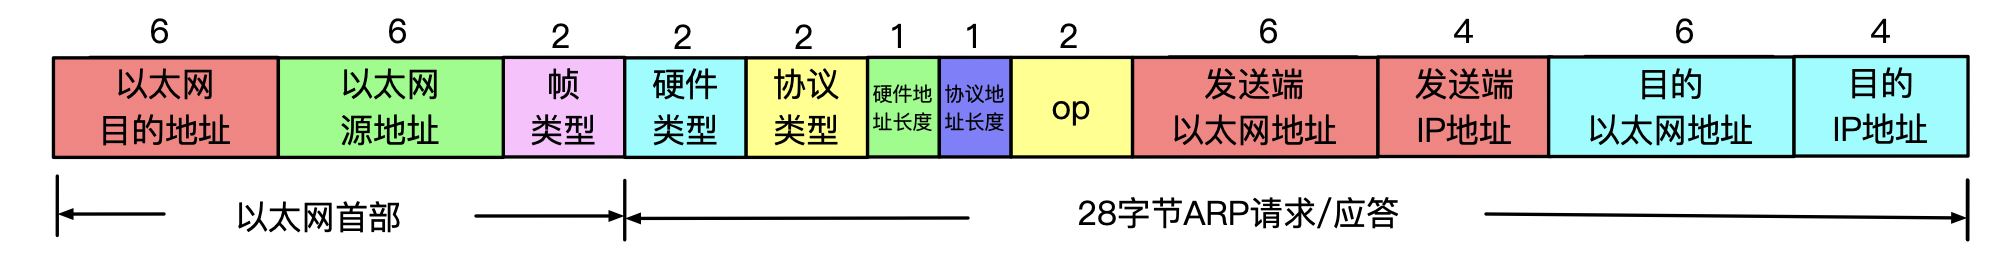 6 6 2 2 2 1 1 2 6 4 6 4
以太网
目的地址
以太网
源地址
帧
类型
硬件
类型
协议
类型
硬件地
址长度
协议地
址长度
op
发送端
以太网地址
发送端
IP地址
目的
以太网地址
目的
IP地址
以太网首部
28字节ARP请求/应答